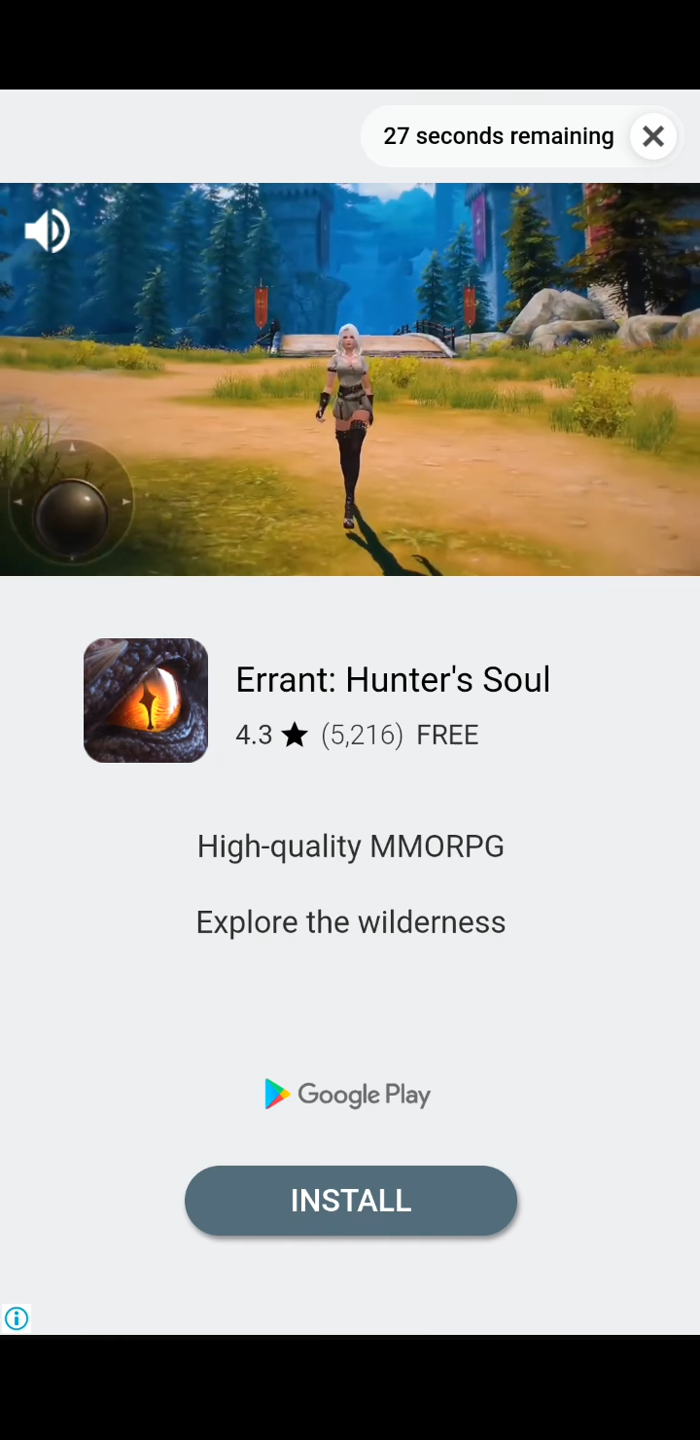 27 seconds remaining
Errant: Hunter's Soul
4.3 ★ (5,216) FREE
High-quality MMORPG
Explore the wilderness
Google Play
INSTALL